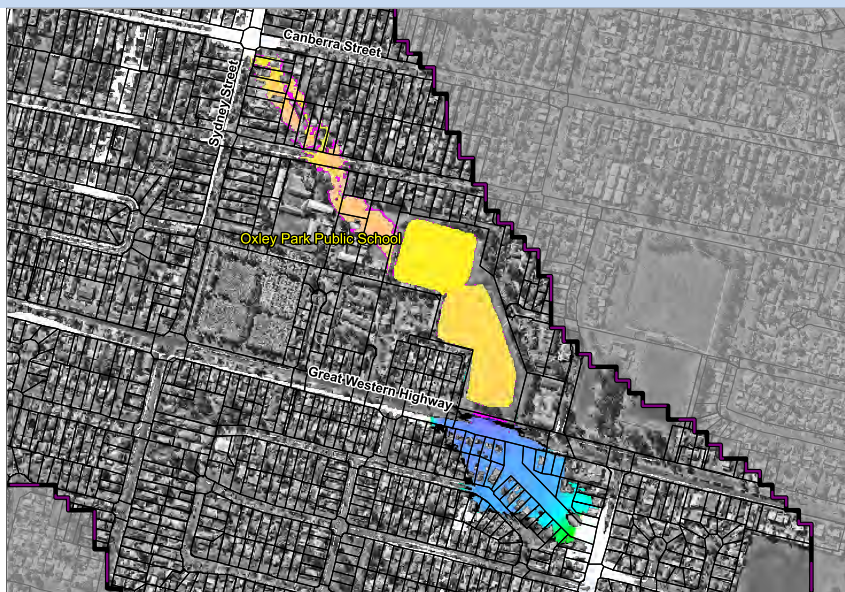 Canberra Street
Sydney Street
Oxley Park Public School
Great Western Highway